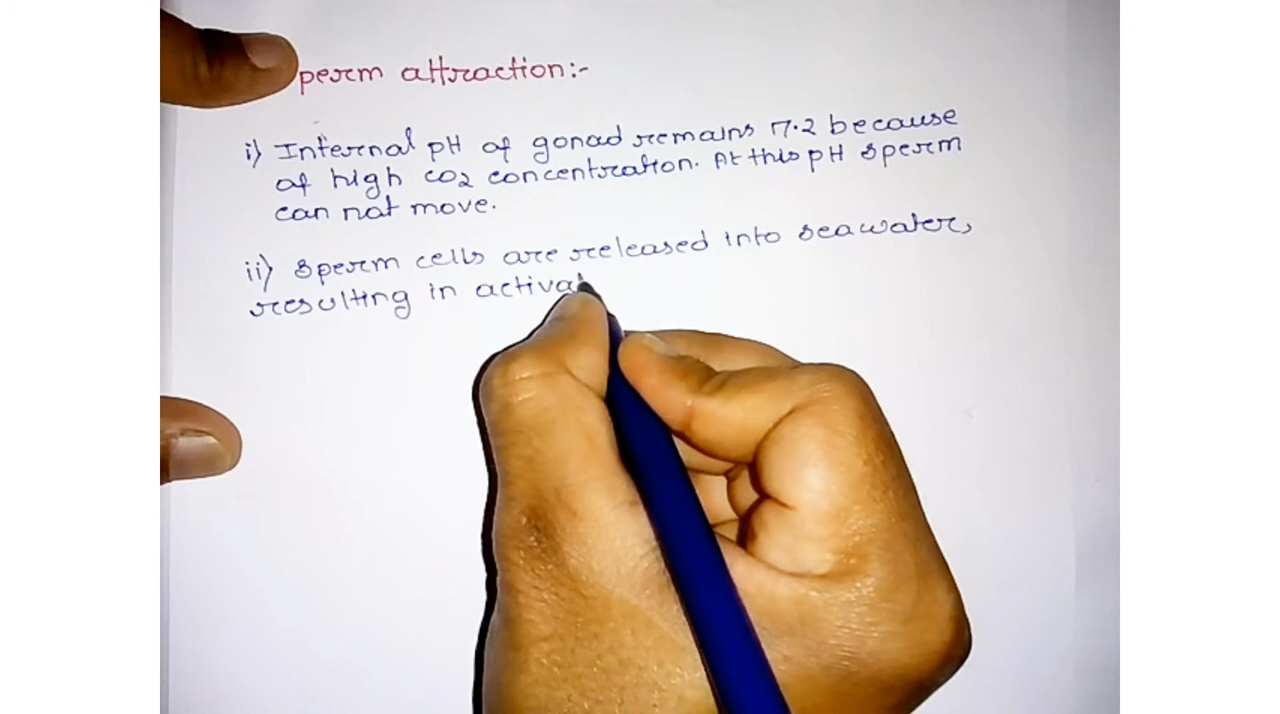 perm attraction:-
i) Internal pH of gonad remains 7.2 because
of high CO2 concentration. At this pH sperm
can not move.
ii) Sperm cells are released into seawater,
resulting in activat